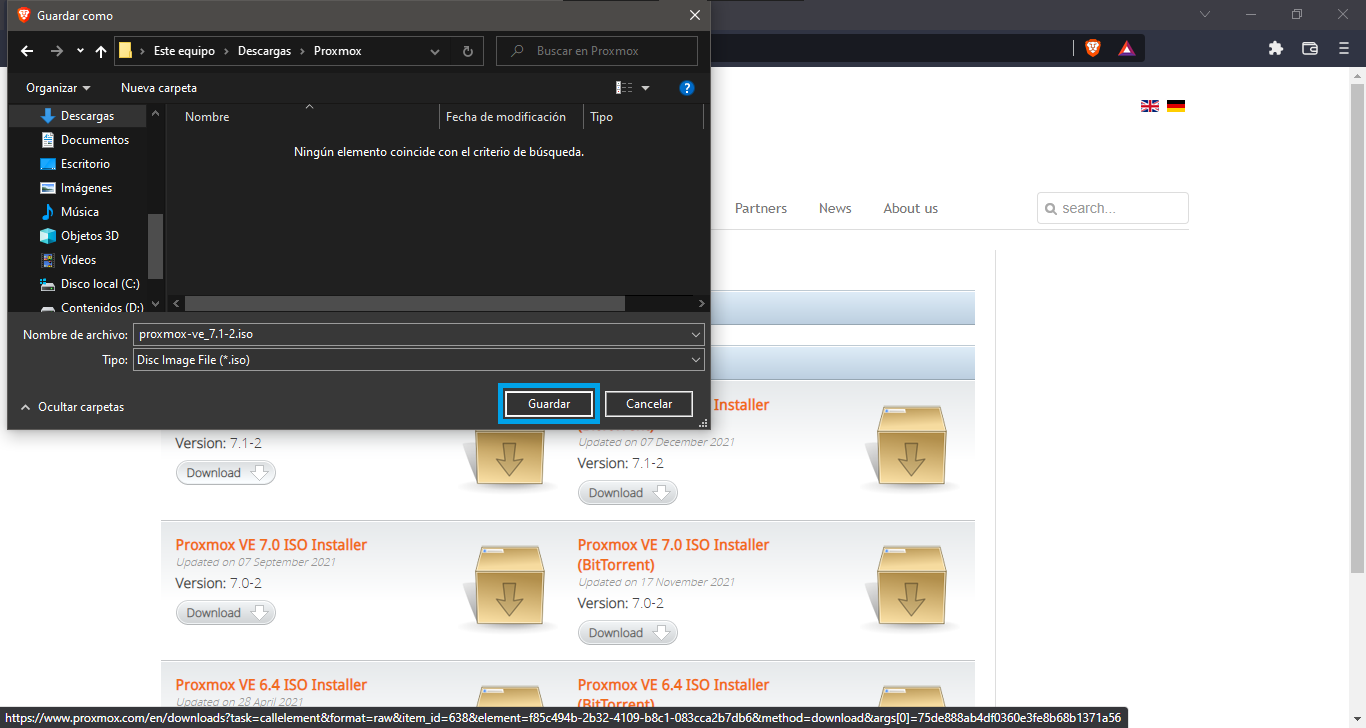 Guardar como
Este equipo > Descargas > Proxmox
Buscar en Proxmox
Organizar
Nueva carpeta
?
Descargas
Documentos
Escritorio
Imágenes
Música
Objetos 3D
Videos
Disco local (C:)
Contenidos (D:)
Nombre
Fecha de modificación
Tipo
Ningún elemento coincide con el criterio de búsqueda.
Nombre de archivo: proxmox-ve_7.1-2.iso
Tipo: Disc Image File (*.iso)
Ocultar carpetas
Guardar
Cancelar
Partners
News
About us
search...
Version: 7.1-2
Download
Installer
Updated on 07 December 2021
Version: 7.1-2
Download
Proxmox VE 7.0 ISO Installer
Updated on 07 September 2021
Version: 7.0-2
Download
Proxmox VE 7.0 ISO Installer
(BitTorrent)
Updated on 17 November 2021
Version: 7.0-2
Download
Proxmox VE 6.4 ISO Installer
Updated on 28 April 2021
Proxmox VE 6.4 ISO Installer
(BitTorrent)
https://www.proxmox.com/en/downloads?task=callelement&format=raw&item_id=638&element=f85c494b-2b32-4109-b8c1-083cca2b7db6&method=download&args[0]=75de888ab4df0360e3fe8b68b1371a56